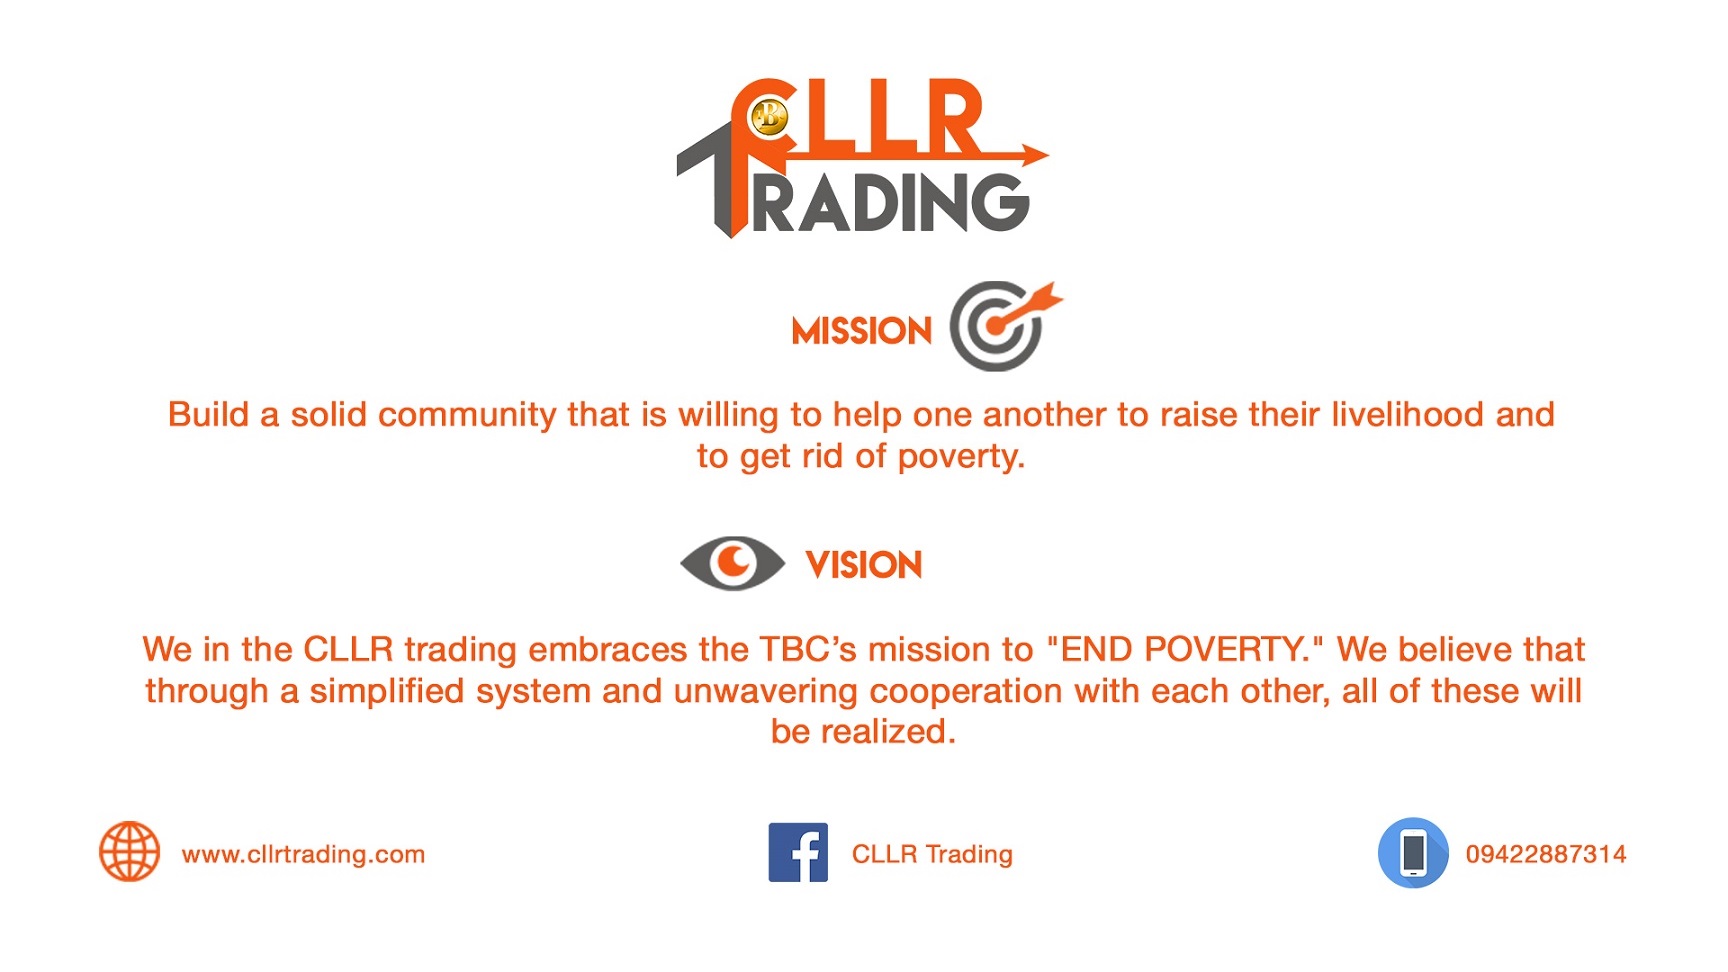 CLLR
TRADING
MISSION
Build a solid community that is willing to help one another to raise their livelihood and
to get rid of poverty.
VISION
We in the CLLR trading embraces the TBC’s mission to "END POVERTY." We believe that
through a simplified system and unwavering cooperation with each other, all of these will
be realized.
www.cllrtrading.com
CLLR Trading
09422887314